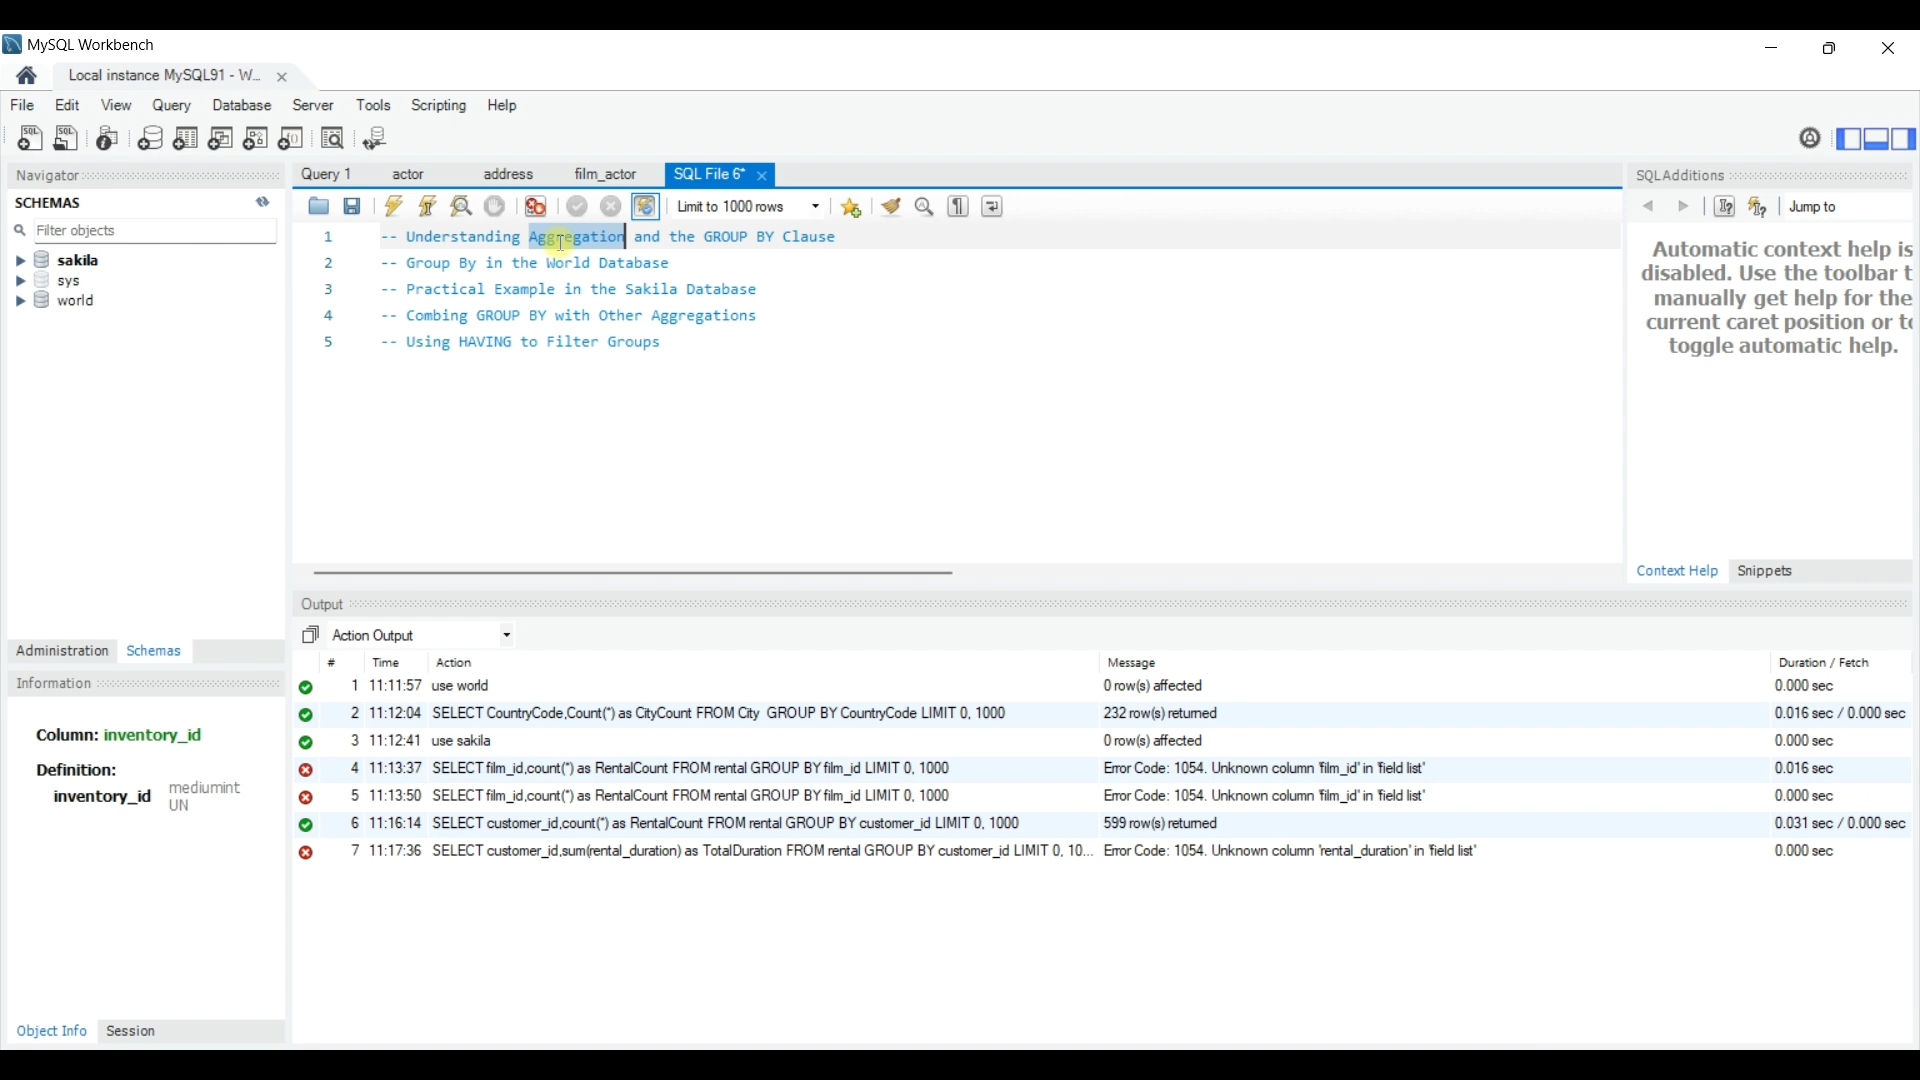 MySQL Workbench
Local instance MySQL91 - W...
File Edit View Query Database Server Tools Scripting Help
Navigator
SCHEMAS
Filter objects
sakila
sys
world
Administration Schemas
Information
Column: inventory_id
Definition:
inventory_id mediumint UN
Object Info Session
Query 1 actor address film_actor SQL File 6*
Limit to 1000 rows
1 -- Understanding Aggregation and the GROUP BY Clause
2 -- Group By in the World Database
3 -- Practical Example in the Sakila Database
4 -- Combing GROUP BY with Other Aggregations
5 -- Using HAVING to Filter Groups
SQLAdditions
Jump to
Automatic context help is
disabled. Use the toolbar t
manually get help for the
current caret position or to
toggle automatic help.
Context Help Snippets
Output
Action Output
# Time Action Message Duration / Fetch
1 11:11:57 use world 0 row(s) affected 0.000 sec
2 11:12:04 SELECT CountryCode,Count(*) as CityCount FROM City GROUP BY CountryCode LIMIT 0, 1000 232 row(s) returned 0.016 sec / 0.000 sec
3 11:12:41 use sakila 0 row(s) affected 0.000 sec
4 11:13:37 SELECT film_id,count(*) as RentalCount FROM rental GROUP BY film_id LIMIT 0, 1000 Error Code: 1054. Unknown column 'film_id' in 'field list' 0.016 sec
5 11:13:50 SELECT film_id,count(*) as RentalCount FROM rental GROUP BY film_id LIMIT 0, 1000 Error Code: 1054. Unknown column 'film_id' in 'field list' 0.000 sec
6 11:16:14 SELECT customer_id,count(*) as RentalCount FROM rental GROUP BY customer_id LIMIT 0, 1000 599 row(s) returned 0.031 sec / 0.000 sec
7 11:17:36 SELECT customer_id,sum(rental_duration) as TotalDuration FROM rental GROUP BY customer_id LIMIT 0, 10... Error Code: 1054. Unknown column 'rental_duration' in 'field list' 0.000 sec